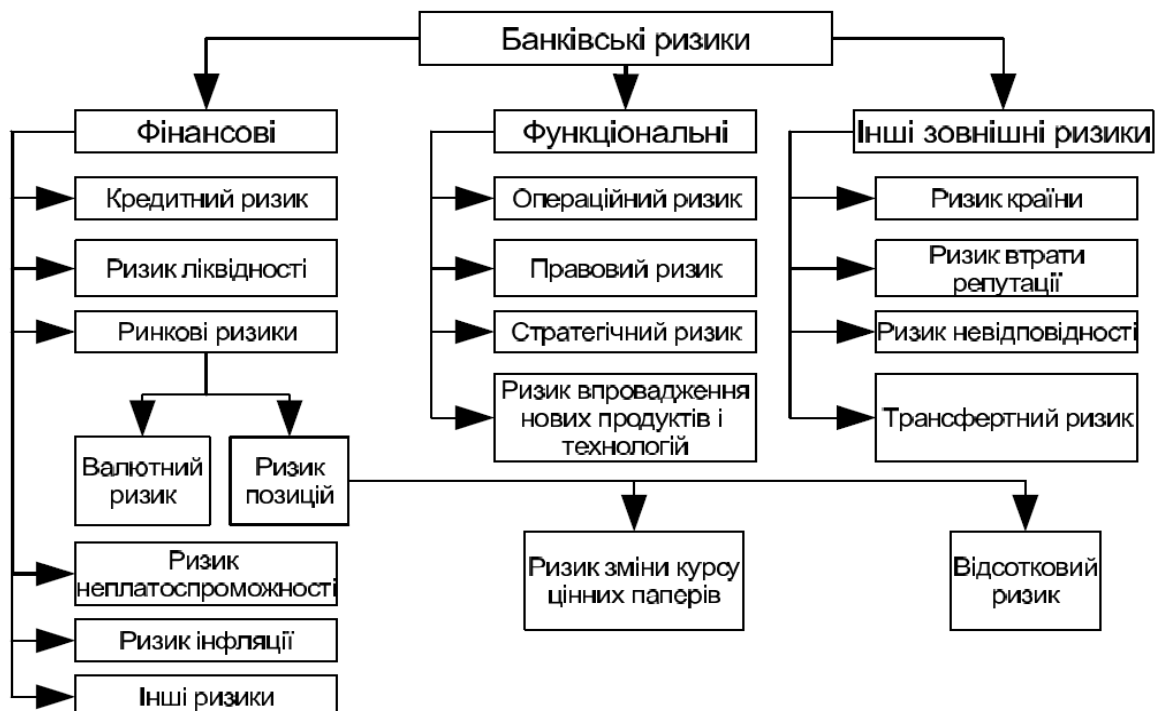 Банківські ризики
Фінансові
Функціональні
Інші зовнішні ризики
Кредитний ризик
Операційний ризик
Ризик країни
Ризик ліквідності
Правовий ризик
Ризик втрати
репутації
Ринкові ризики
Стратегічний ризик
Ризик невідповідності
Ризик впровадження
нових продуктів і
технологій
Трансфертний ризик
Валютний
ризик
Ризик
позицій
Ризик
неплатоспроможності
Ризик зміни курсу
цінних паперів
Відсотковий
ризик
Ризик інфляції
Інші ризики